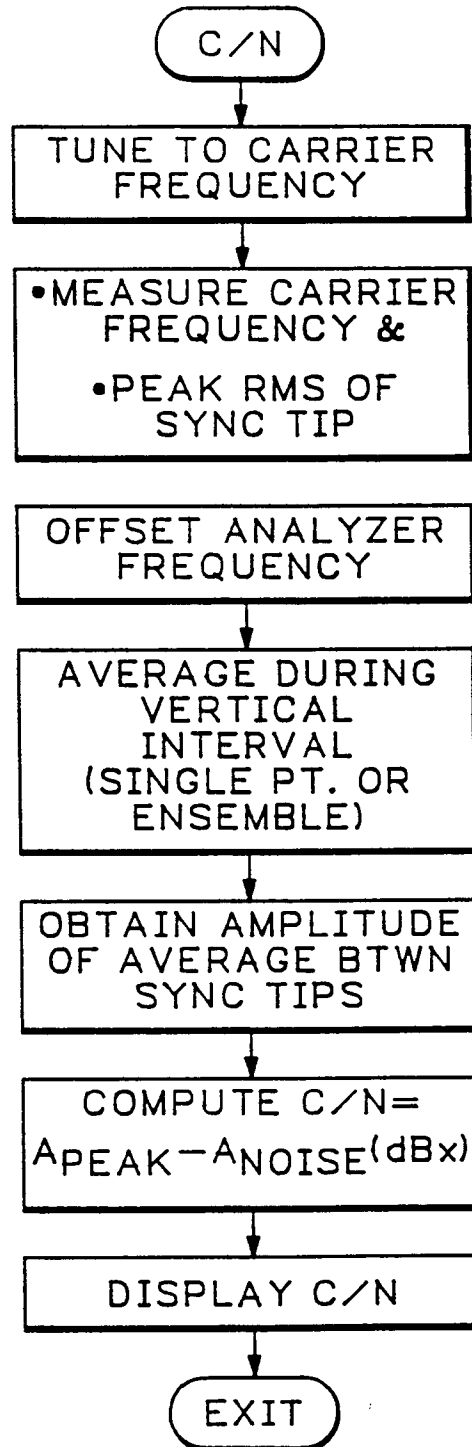 C/N
TUNE TO CARRIER
FREQUENCY
•MEASURE CARRIER
FREQUENCY &
•PEAK RMS OF
SYNC TIP
OFFSET ANALYZER
FREQUENCY
AVERAGE DURING
VERTICAL
INTERVAL
(SINGLE PT. OR
ENSEMBLE)
OBTAIN AMPLITUDE
OF AVERAGE BTWN
SYNC TIPS
COMPUTE C/N=
APEAK-ANOISE(dBx)
DISPLAY C/N
EXIT